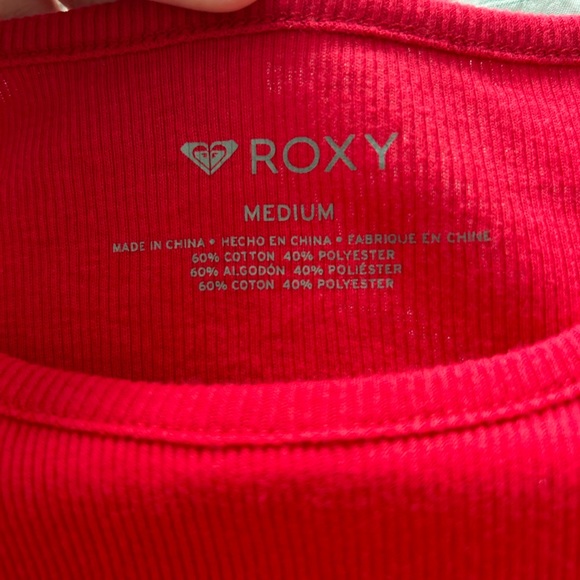 ROXY
MEDIUM
MADE IN CHINA • HECHO EN CHINA • FABRIQUE EN CHINE
60% COTTON 40% POLYESTER
60% ALGODÓN 40% POLIÉSTER
60% COTON 40% POLYESTER